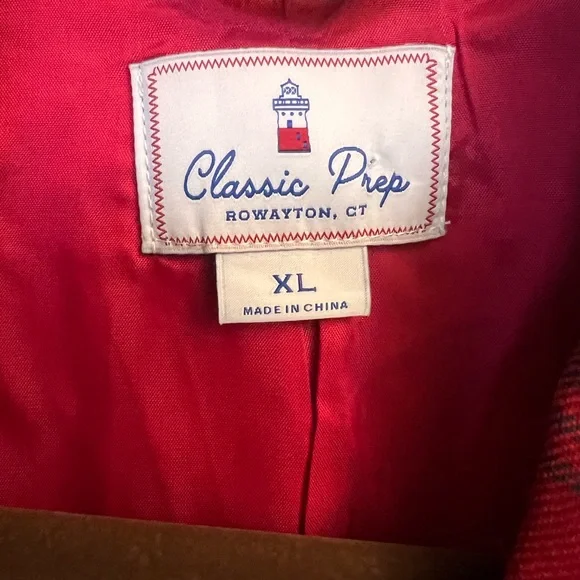 Classic Prep
ROWAYTON, CT
XL
MADE IN CHINA